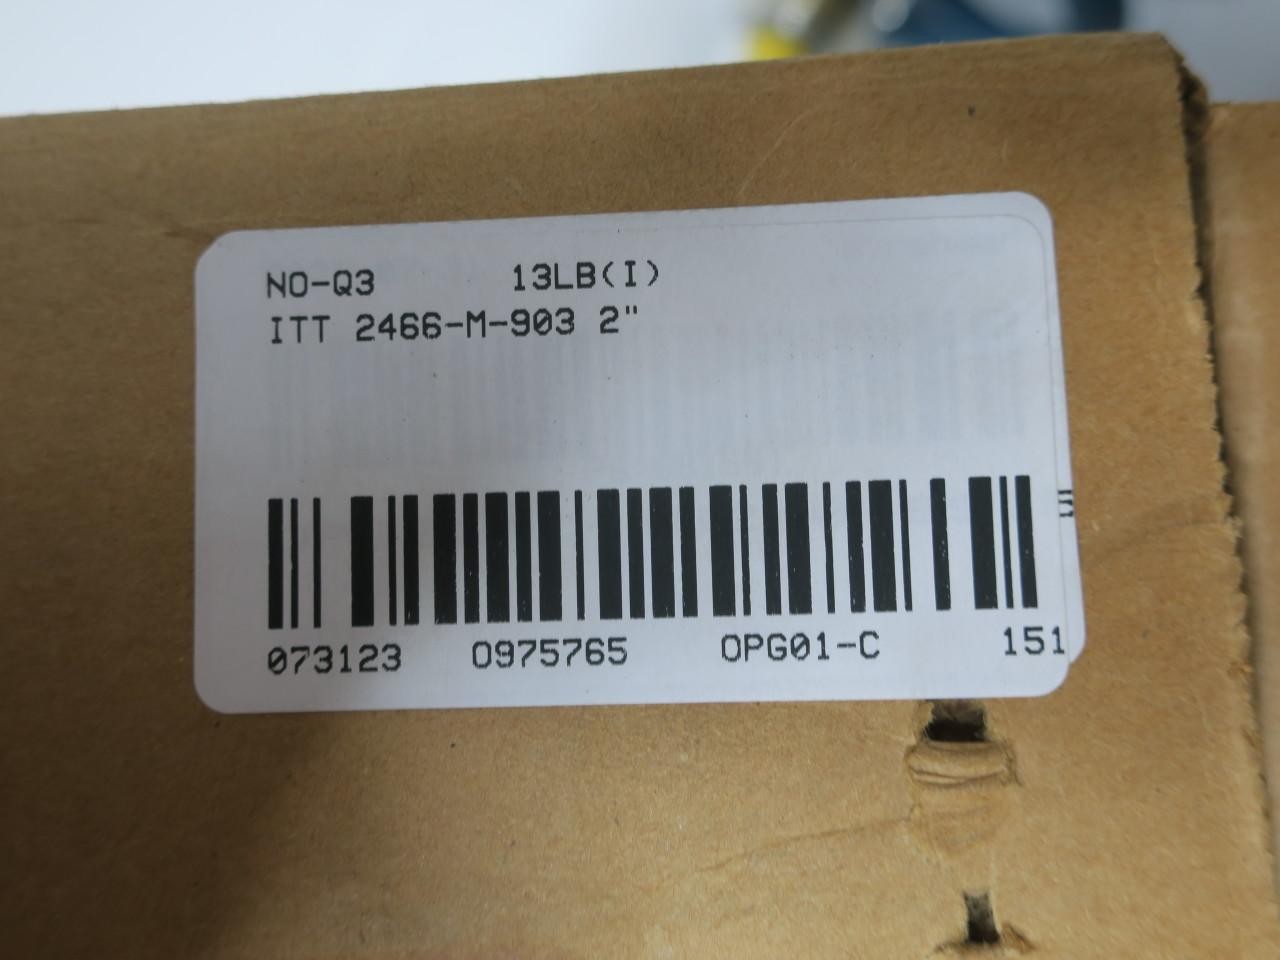 NO-Q3 13LB(I)
ITT 2466-M-903 2"
073123 0975765 OPG01-C 151